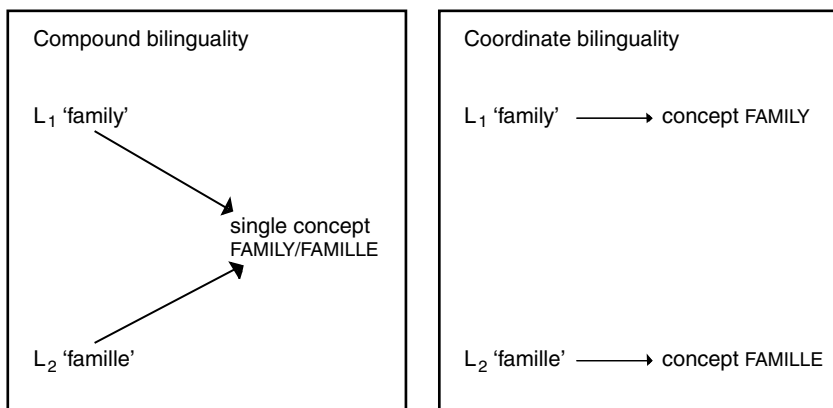 Compound bilinguality
L1 ‘family’
single concept
FAMILY/FAMILLE
L2 ‘famille’
Coordinate bilinguality
L1 ‘family’ concept FAMILY
L2 ‘famille’ concept FAMILLE